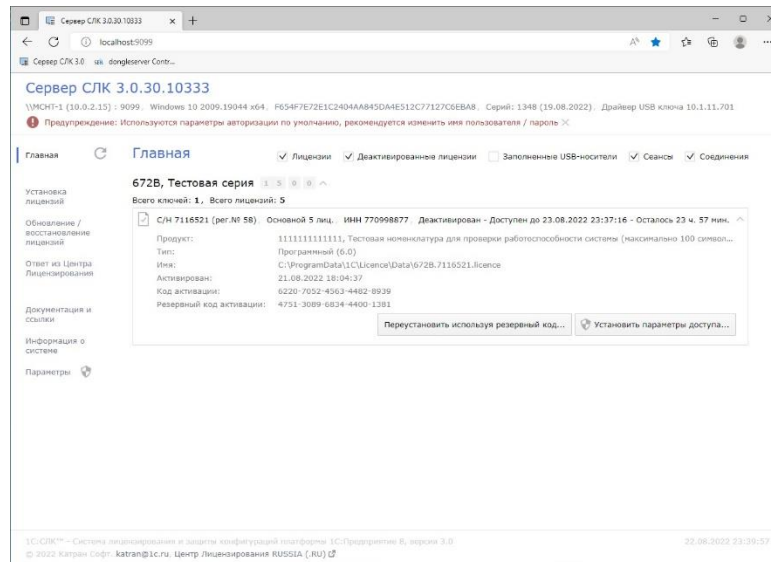 Сервер СЛК 3.0.30.10333
localhost:9099
Сервер СЛК 3.0 dongleserver Contr...
Сервер СЛК 3.0.30.10333
\\МСНТ-1 (10.0.2.15) : 9099, Windows 10 2009.19044 x64, F654F7E72E1C2404AA845DA4E512C77127C6EBA8, Серий: 1348 (19.08.2022), Драйвер USB ключа 10.1.11.701
Предупреждение: Используются параметры авторизации по умолчанию, рекомендуется изменить имя пользователя / пароль
Главная
Установка лицензий
Обновление / восстановление лицензий
Ответ из Центра Лицензирования
Документация и ссылки
Информация о системе
Параметры
Главная
Лицензии Деактивированные лицензии Заполненные USB-носители Сеансы Соединения
672B, Тестовая серия 1 5 0 0
Всего ключей: 1, Всего лицензий: 5
С/Н 7116521 (рег.№ 58), Основной 5 лиц., ИНН 770998877, Деактивирован - Доступен до 23.08.2022 23:37:16 - Осталось 23 ч. 57 мин.
Продукт: 1111111111111, Тестовая номенклатура для проверки работоспособности системы (максимально 100 символ...
Тип: Программный (6.0)
Имя: C:\ProgramData\1C\Licence\Data\672B.7116521.licence
Активирован: 21.08.2022 18:04:37
Код активации: 6220-7052-4563-4482-8939
Резервный код активации: 4751-3089-6834-4400-1381
Переустановить используя резервный код... Установить параметры доступа...
1С:СЛК™ – Система лицензирования и защиты конфигураций платформы 1С:Предприятие 8, версия 3.0
22.08.2022 23:39:57
© 2022 Катран Софт, katran@1c.ru, Центр Лицензирования RUSSIA (.RU)